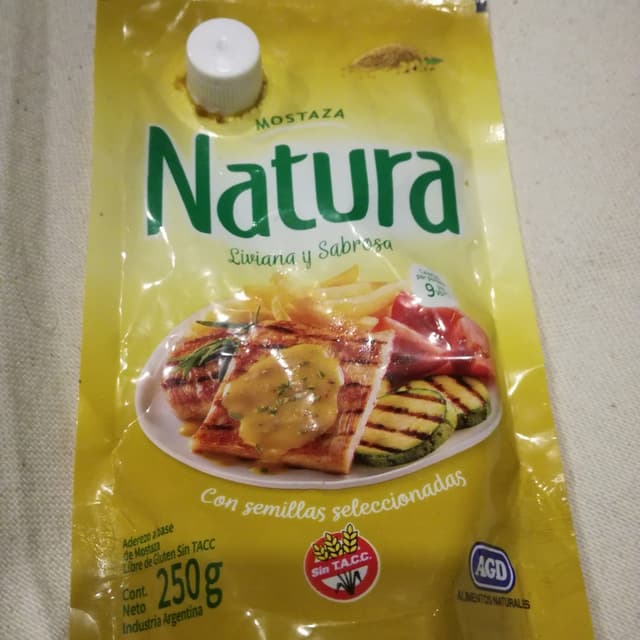 MOSTAZA
Natura
Liviana y Sabrosa
9
Con semillas seleccionadas
Aderezo a base
de Mostaza
Libre de Gluten Sin TACC
Cont.
Neto 250g
Industria Argentina
Sin T.A.C.C.
AGD
ALIMENTOS NATURALES